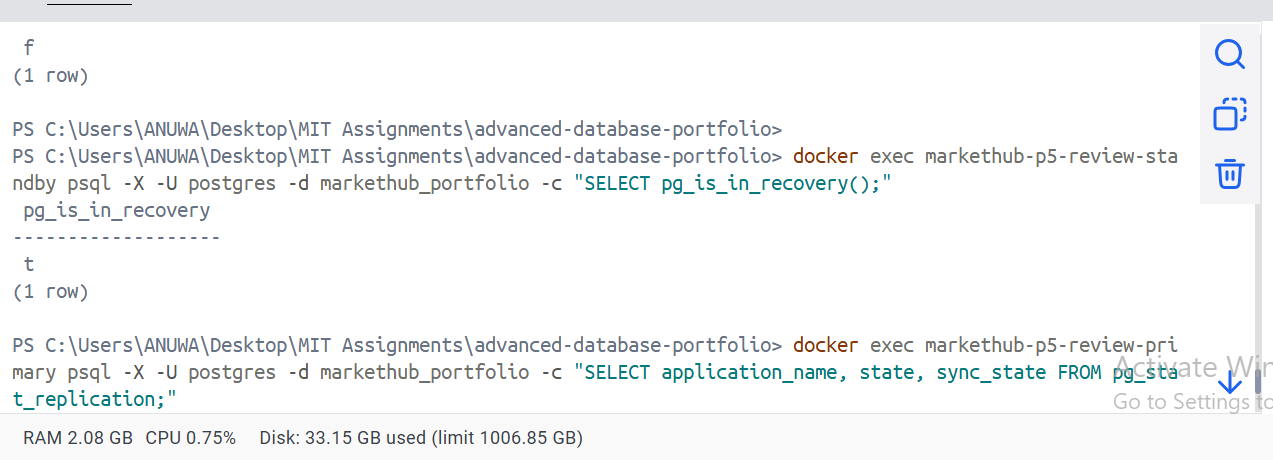 f
(1 row)
PS C:\Users\ANUWA\Desktop\MIT Assignments\advanced-database-portfolio>
PS C:\Users\ANUWA\Desktop\MIT Assignments\advanced-database-portfolio> docker exec markethub-p5-review-sta
ndby psql -X -U postgres -d markethub_portfolio -c "SELECT pg_is_in_recovery();"
pg_is_in_recovery
-------------------
t
(1 row)
PS C:\Users\ANUWA\Desktop\MIT Assignments\advanced-database-portfolio> docker exec markethub-p5-review-pri
mary psql -X -U postgres -d markethub_portfolio -c "SELECT application_name, state, sync_state FROM pg_sta
t_replication;"
Activate Win
Go to Settings to
RAM 2.08 GB CPU 0.75% Disk: 33.15 GB used (limit 1006.85 GB)